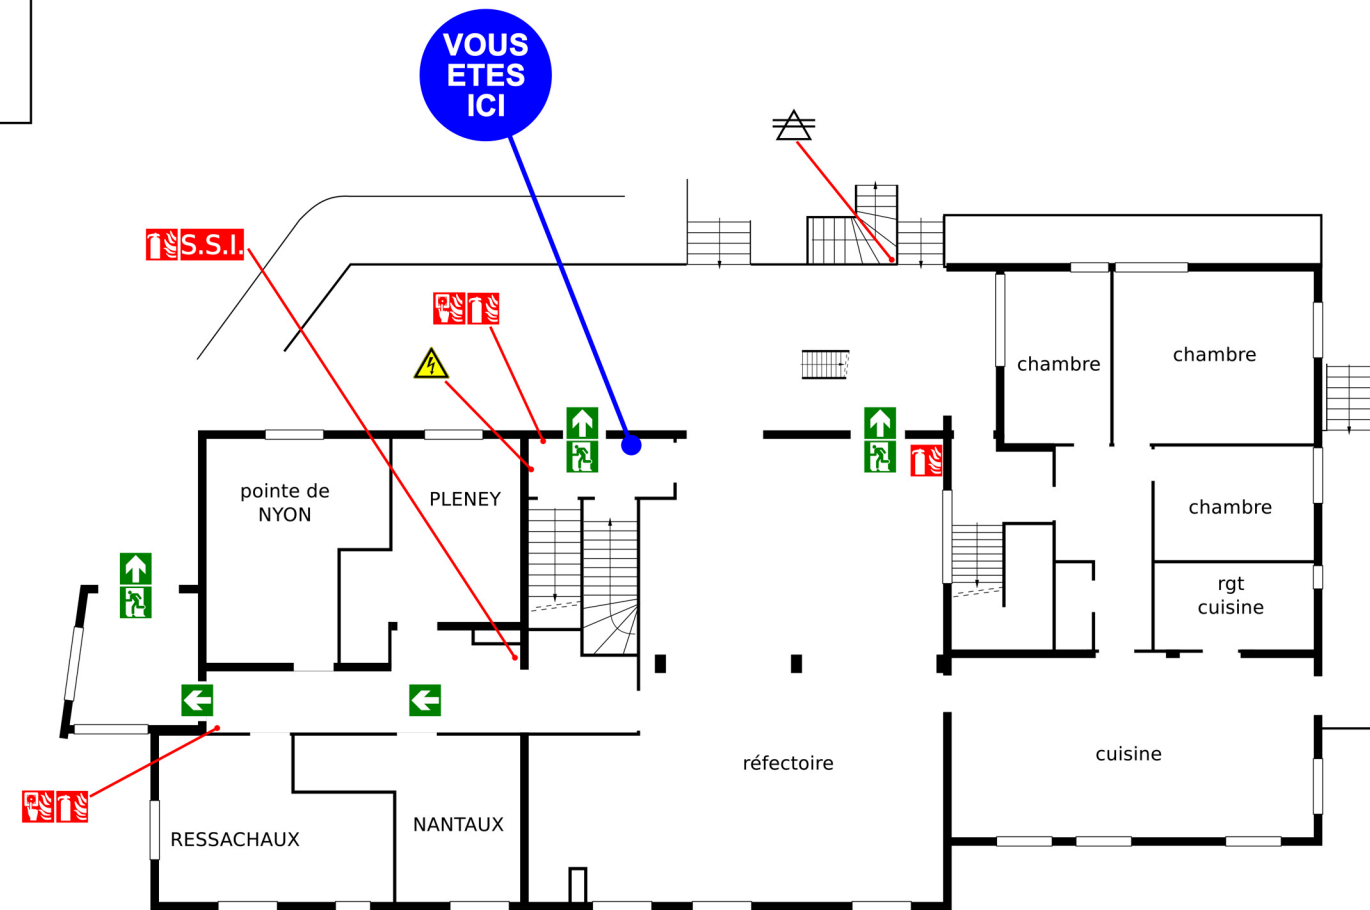 VOUS
ETES
ICI
S.S.I.
chambre
chambre
pointe de
NYON
PLENEY
chambre
rgt
cuisine
réfectoire
cuisine
RESSACHAUX
NANTAUX